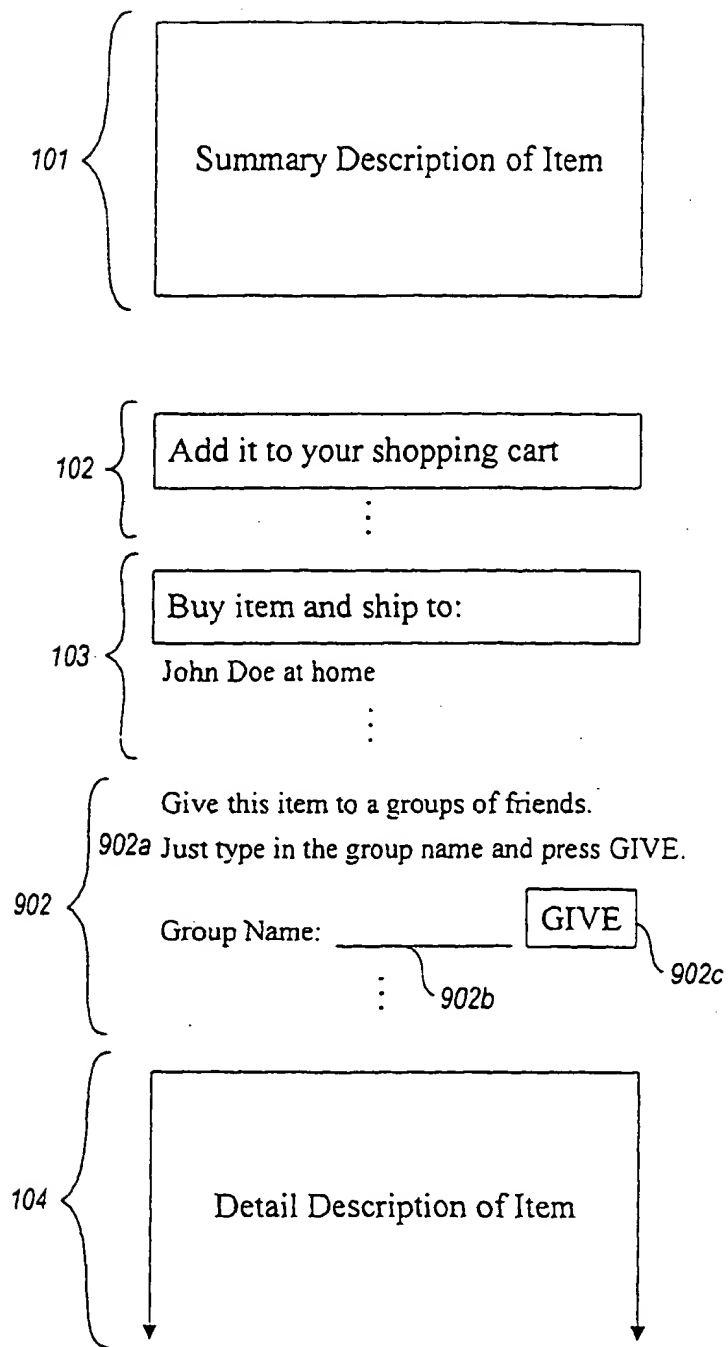 101
Summary Description of Item
102
Add it to your shopping cart
103
Buy item and ship to:
John Doe at home
902
Give this item to a groups of friends.
902a Just type in the group name and press GIVE.
Group Name: GIVE
902b
902c
104
Detail Description of Item